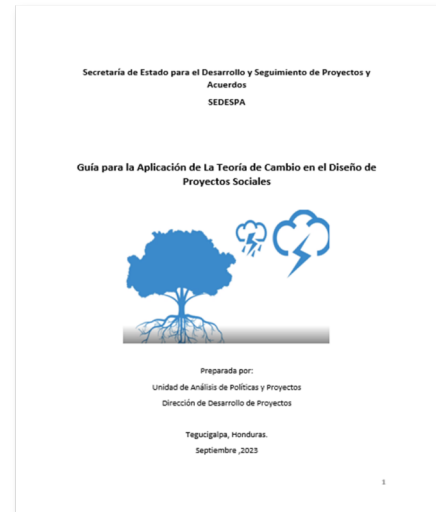 Secretaría de Estado para el Desarrollo y Seguimiento de Proyectos y
Acuerdos
SEDESPA
Guía para la Aplicación de La Teoría de Cambio en el Diseño de
Proyectos Sociales
Preparada por:
Unidad de Análisis de Políticas y Proyectos
Dirección de Desarrollo de Proyectos
Tegucigalpa, Honduras.
Septiembre ,2023
1